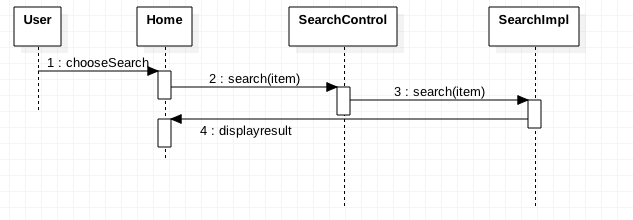 User
Home
SearchControl
SearchImpl
1 : chooseSearch
2 : search(item)
3 : search(item)
4 : displayresult